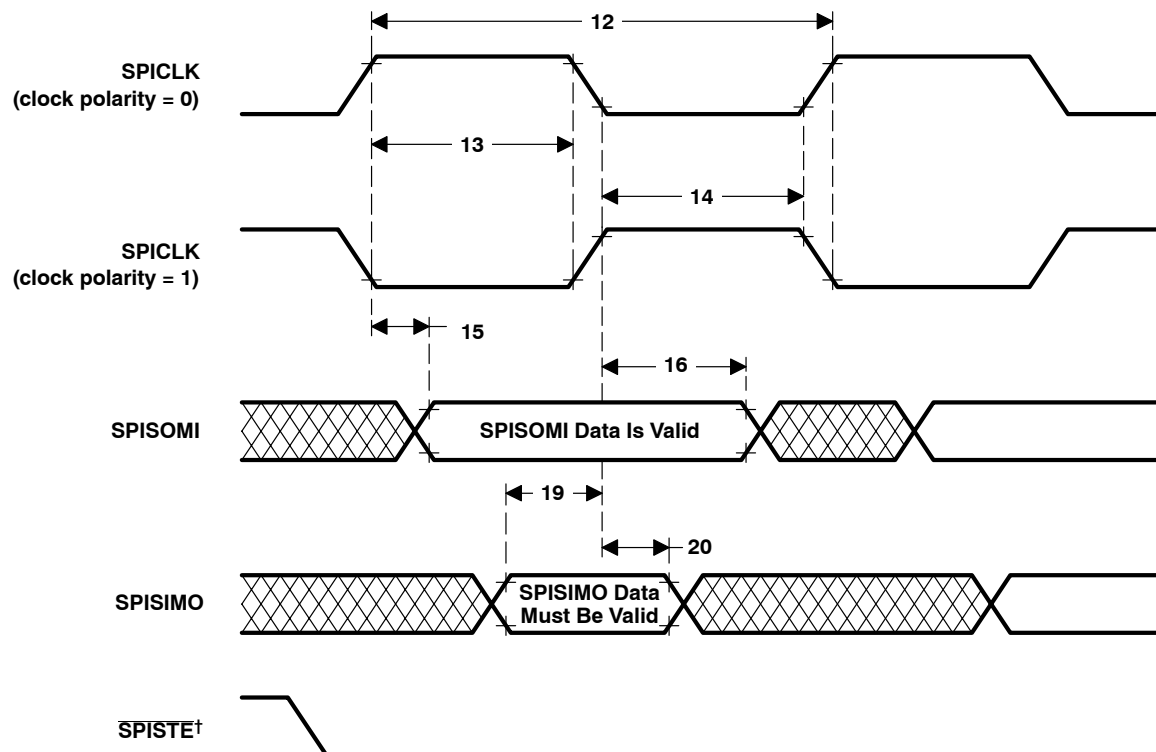 12
SPICLK
(clock polarity = 0)
13
14
SPICLK
(clock polarity = 1)
15
16
SPISOMI
SPISOMI Data Is Valid
19
20
SPISIMO
SPISIMO Data
Must Be Valid
SPISTE†